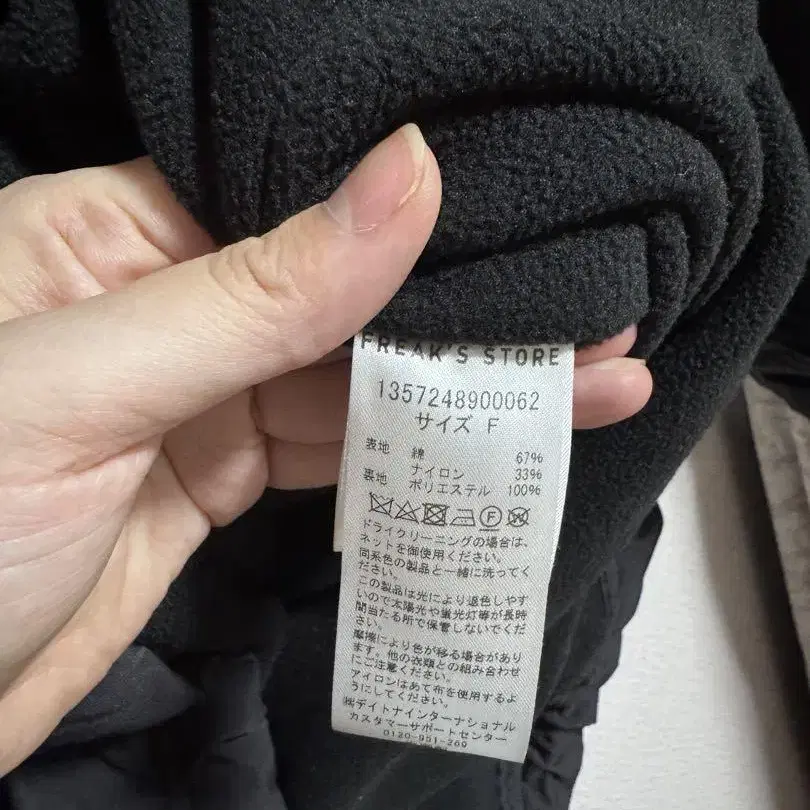 FREAK'S STORE
1357248900062
サイズ F
表地 綿 67%
ナイロン 33%
裏地 ポリエステル 100%
F W
ドライクリーニングの場合は、
ネットを御使用ください。
同系色の製品と一緒に洗ってく
ださい。
この製品は光により退色しやす
いので太陽光や蛍光灯等が長時
間当たる所で保管しないでくだ
さい。
摩擦により色が移る場合があり
ます。他の衣類との組み合わせ
にご注意ください。
アイロンはあて布を使用するよ
うにしてください。
㈱デイトナインターナショナル
カスタマーサポートセンター
0120-951-269